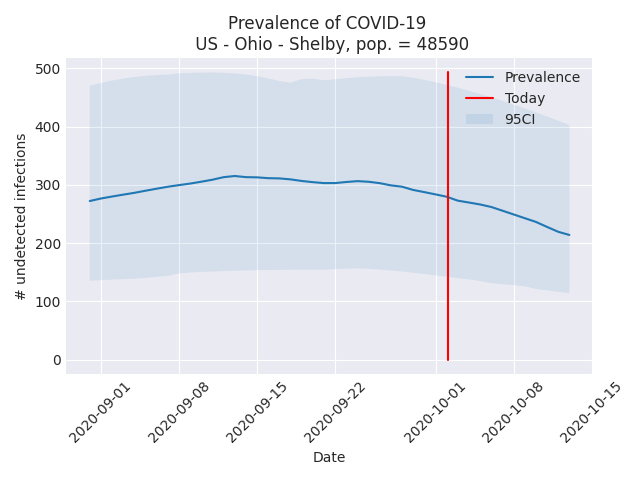 Prevalence of COVID-19
US - Ohio - Shelby, pop. = 48590
# undetected infections
500
400
300
200
100
0
Prevalence
Today
95CI
2020-09-01
2020-09-08
2020-09-15
2020-09-22
2020-10-01
2020-10-08
2020-10-15
Date